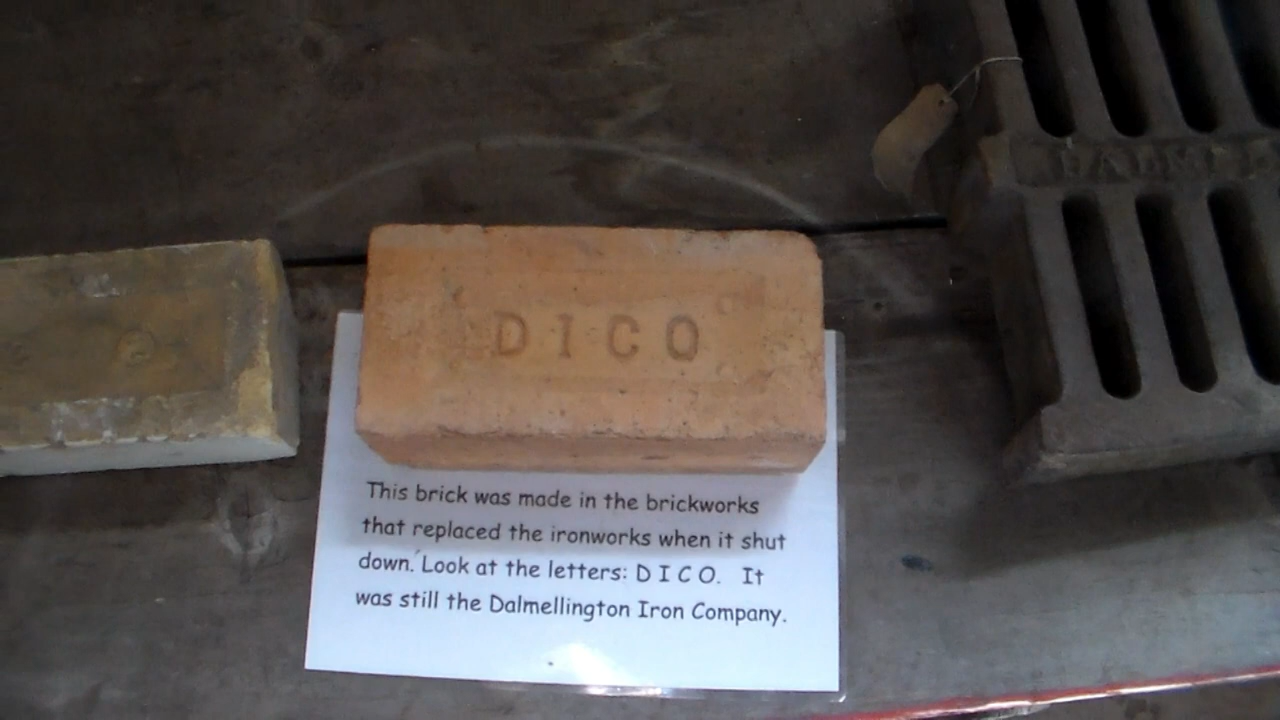 DICO
This brick was made in the brickworks
that replaced the ironworks when it shut
down. Look at the letters: D I C O. It
was still the Dalmellington Iron Company.